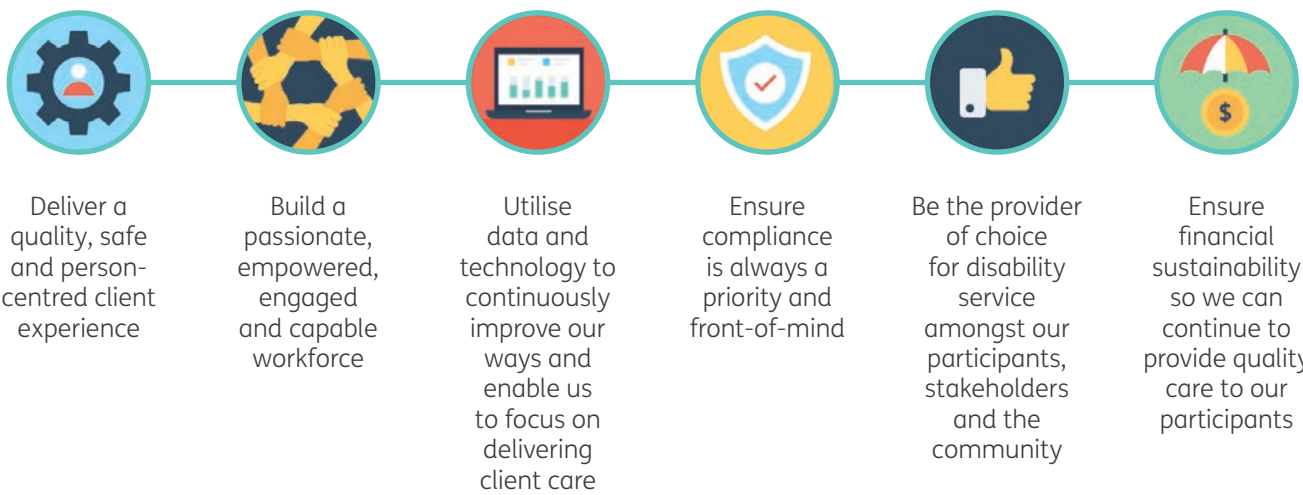 Deliver a
quality, safe
and person-
centred client
experience
Build a
passionate,
empowered,
engaged
and capable
workforce
Utilise
data and
technology to
continuously
improve our
ways and
enable us
to focus on
delivering
client care
Ensure
compliance
is always a
priority and
front-of-mind
Be the provider
of choice
for disability
service
amongst our
participants,
stakeholders
and the
community
Ensure
financial
sustainability
so we can
continue to
provide quality
care to our
participants
$